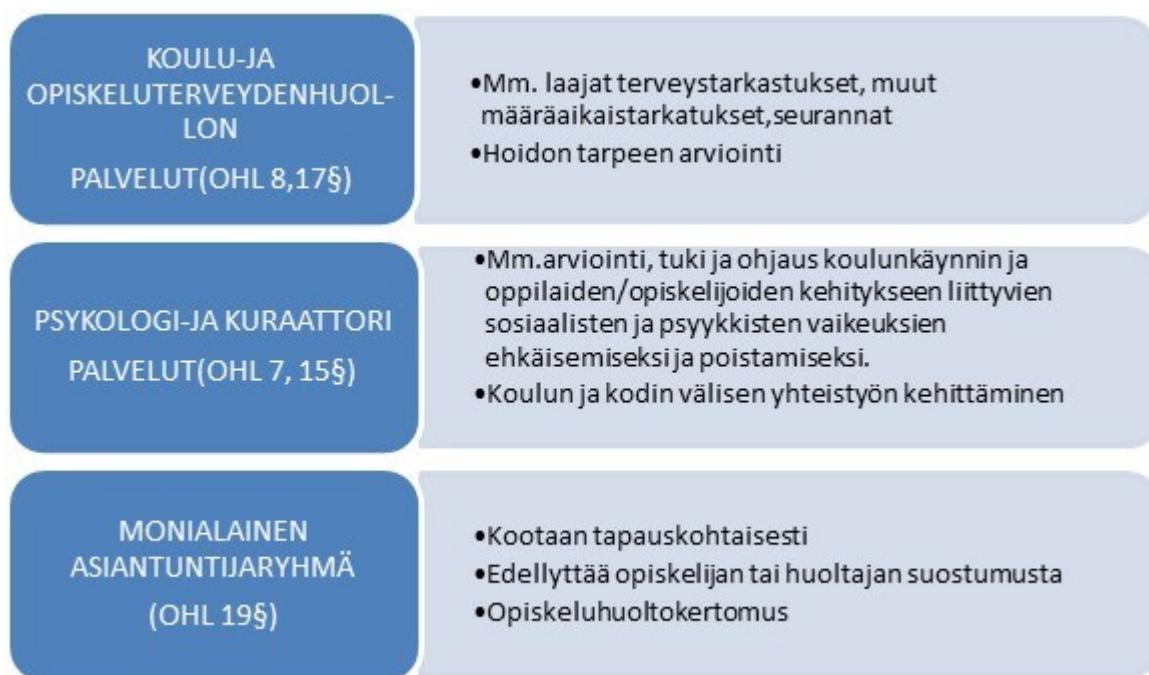 KOULU-JA
OPISKELUTERVEYDENHUOL-
LON
PALVELUT(OHL 8,17§)
•Mm. laajat terveystarkastukset, muut
määräaikaistarkatukset,seurannat
•Hoidon tarpeen arviointi
PSYKOLOGI-JA KURAATTORI
PALVELUT(OHL 7, 15§)
•Mm.arviointi, tuki ja ohjaus koulunkäynnin ja
oppilaiden/opiskelijoiden kehitykseen liittyvien
sosiaalisten ja psyykkisten vaikeuksien
ehkäisemiseksi ja poistamiseksi.
•Koulun ja kodin välisen yhteistyön kehittäminen
MONIALAINEN
ASIANTUNTIJARYHMÄ
(OHL 19§)
•Kootaan tapauskohtaisesti
•Edellyttää opiskelijan tai huoltajan suostumusta
•Opiskeluhuoltokertomus